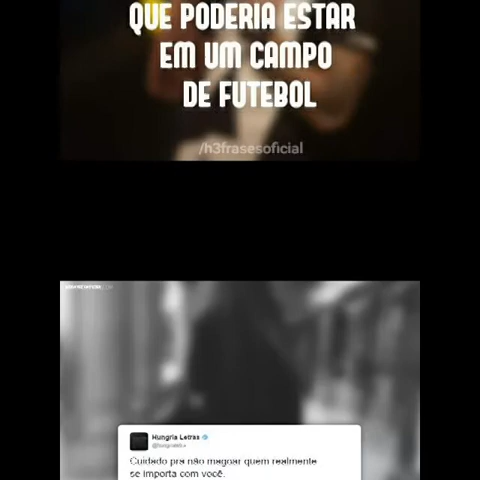 QUE PODERIA ESTAR
EM UM CAMPO
DE FUTEBOL
/h3frasesoficial
Hungria Letras
Cuidado pra não magoar quem realmente
se importa com você.